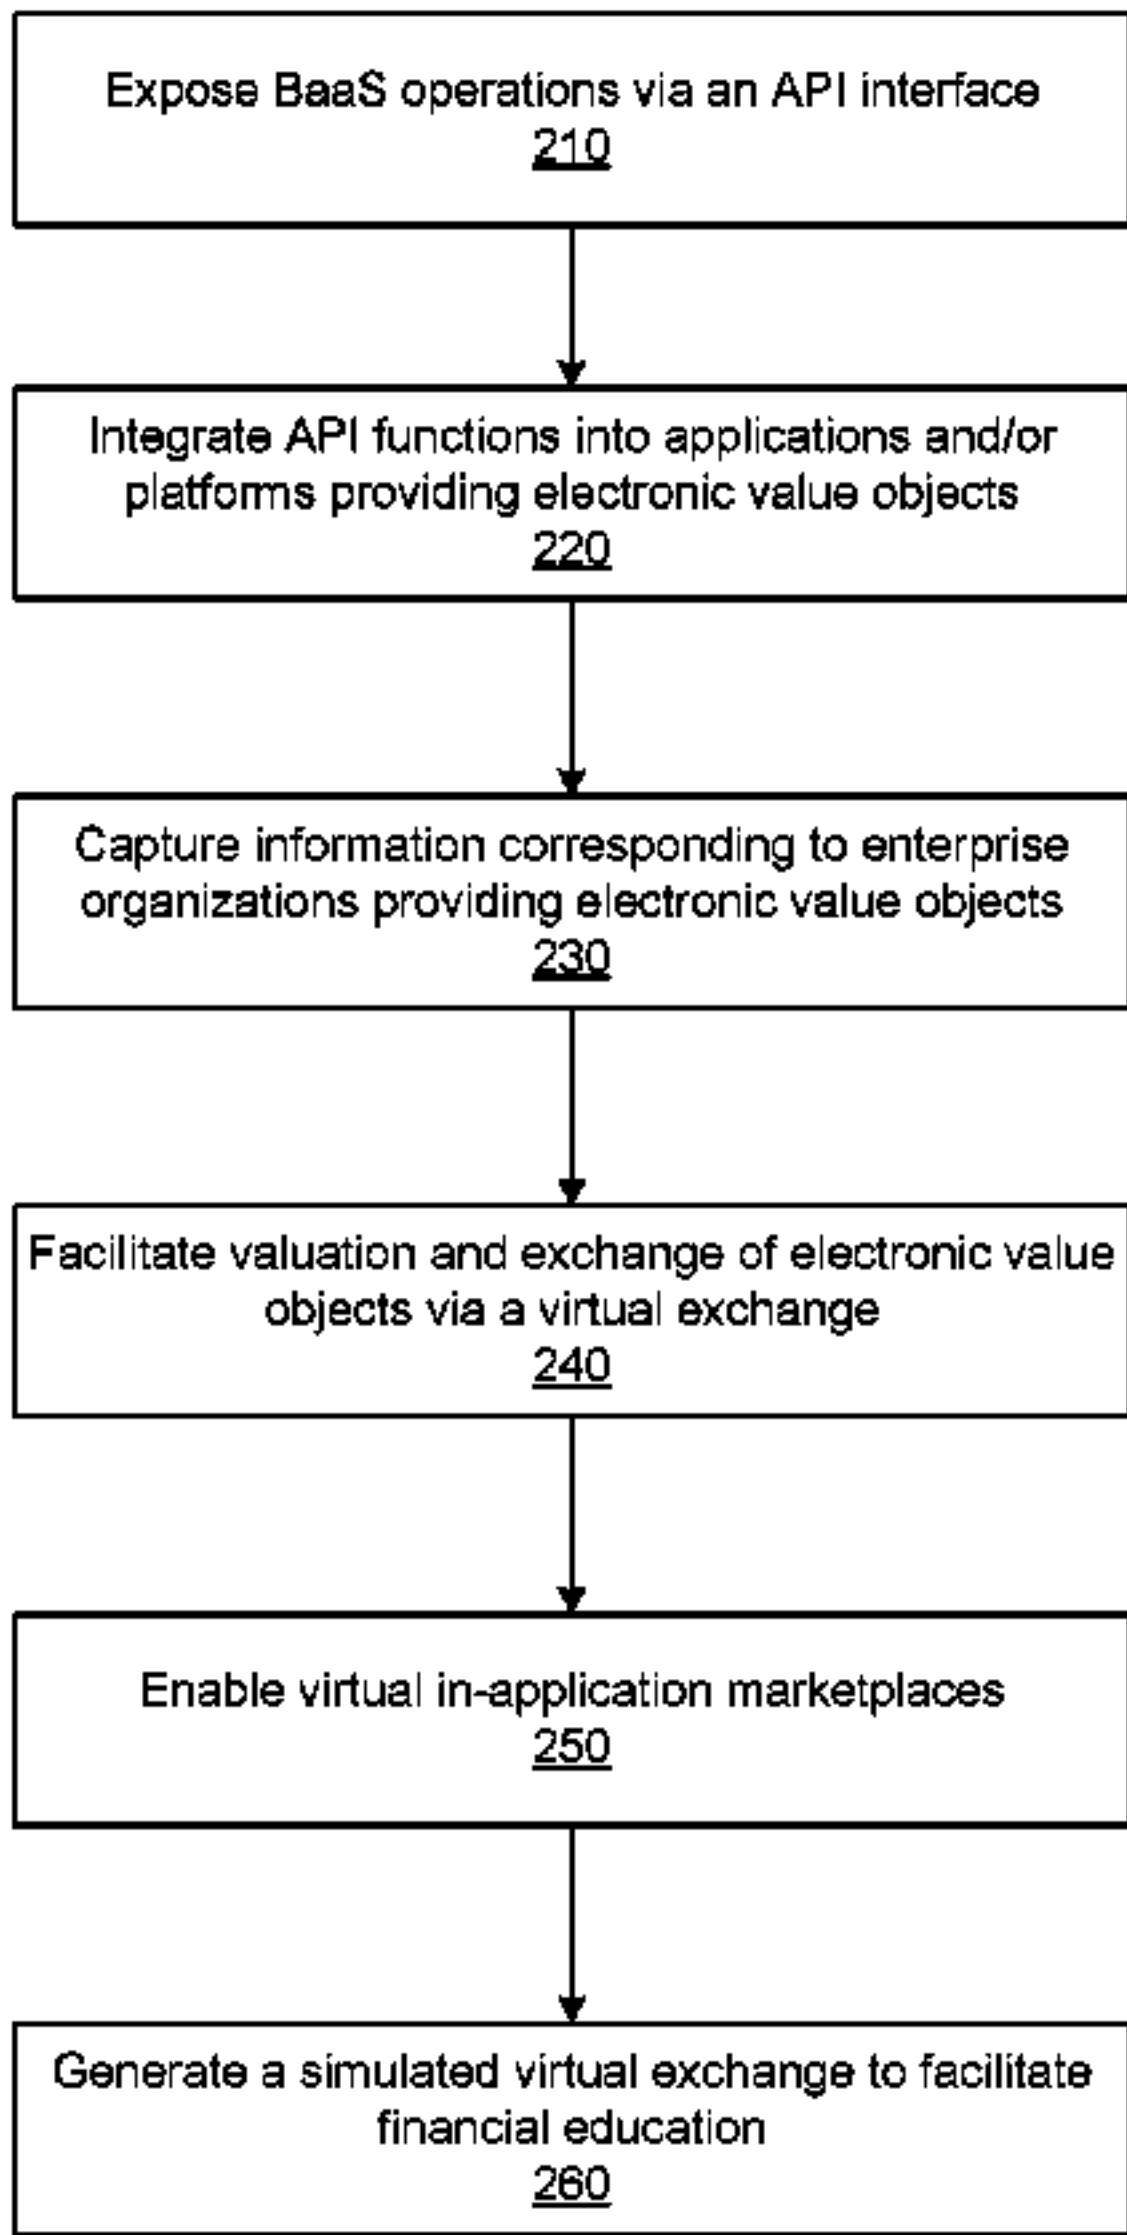 Expose BaaS operations via an API interface
210
Integrate API functions into applications and/or
platforms providing electronic value objects
220
Capture information corresponding to enterprise
organizations providing electronic value objects
230
Facilitate valuation and exchange of electronic value
objects via a virtual exchange
240
Enable virtual in-application marketplaces
250
Generate a simulated virtual exchange to facilitate
financial education
260